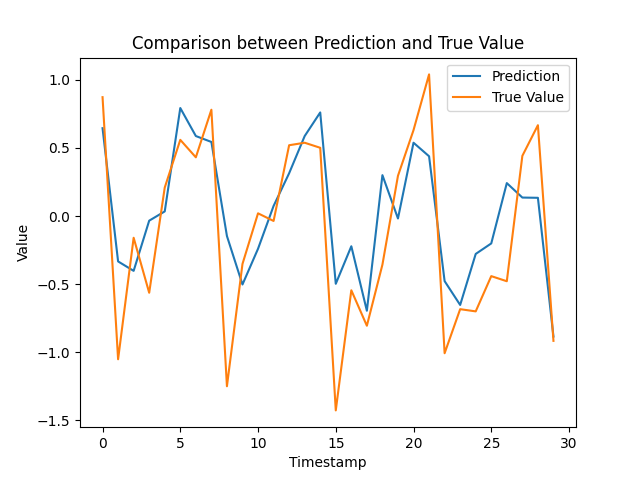 Comparison between Prediction and True Value
Prediction
True Value
1.0
0.5
0.0
−0.5
−1.0
−1.5
Value
0 5 10 15 20 25 30
Timestamp